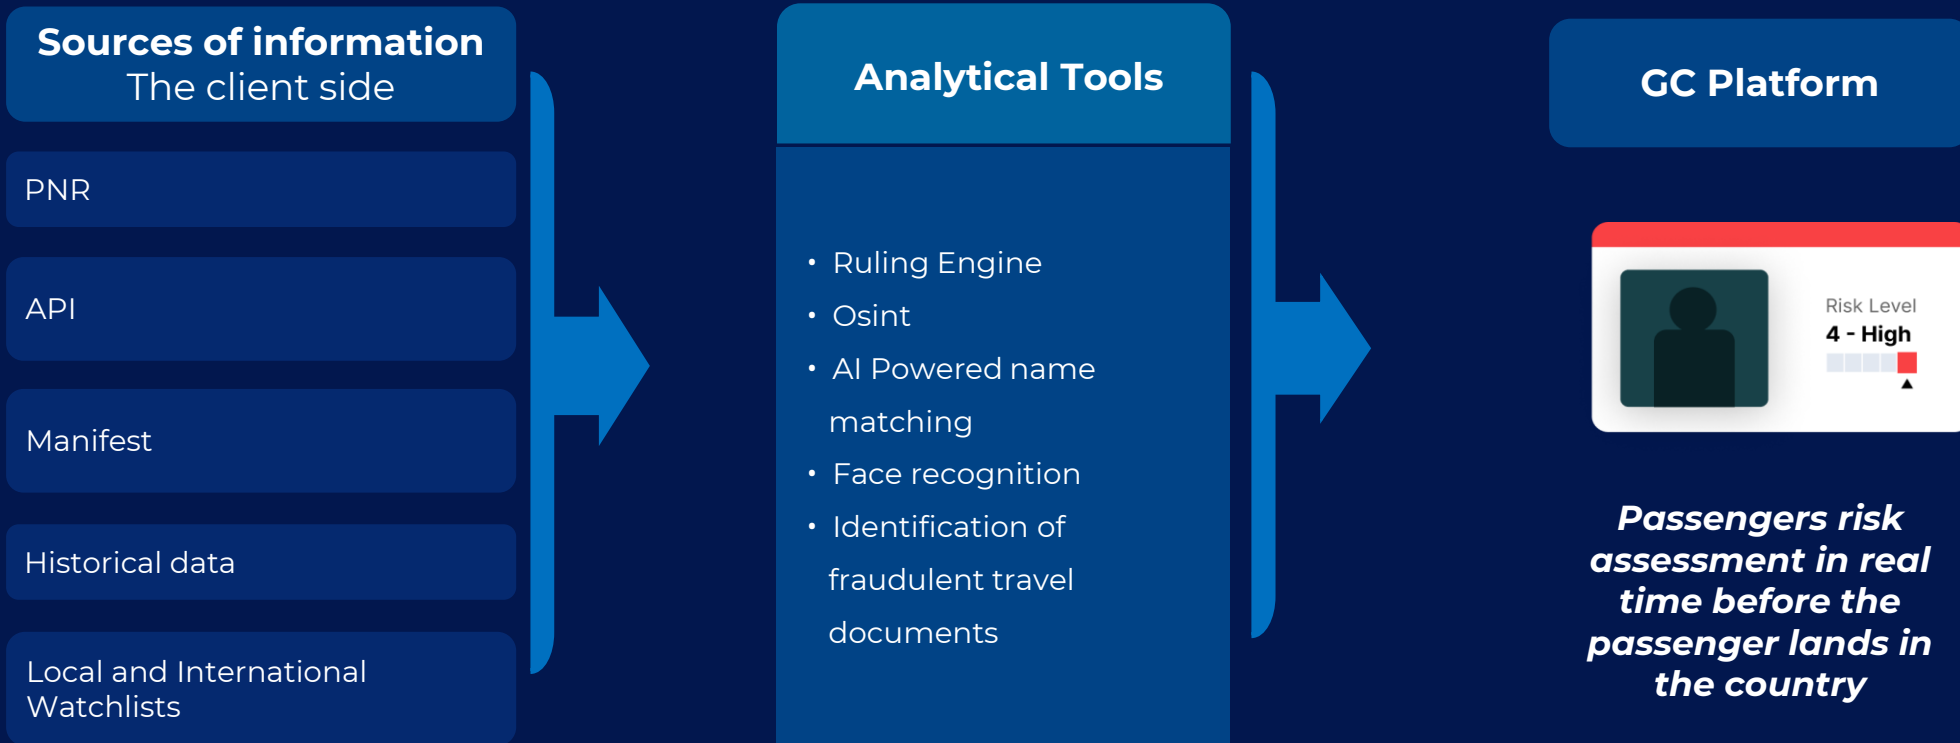 Sources of information
The client side
PNR
API
Manifest
Historical data
Local and International
Watchlists
Analytical Tools
• Ruling Engine
• Osint
• AI Powered name
matching
• Face recognition
• Identification of
fraudulent travel
documents
GC Platform
Risk Level
4 - High
Passengers risk
assessment in real
time before the
passenger lands in
the country